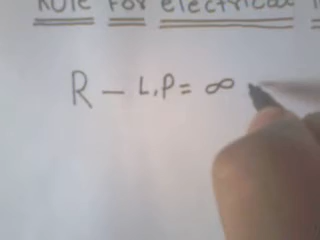 RULE FOR electrical
R - L.P = ∞